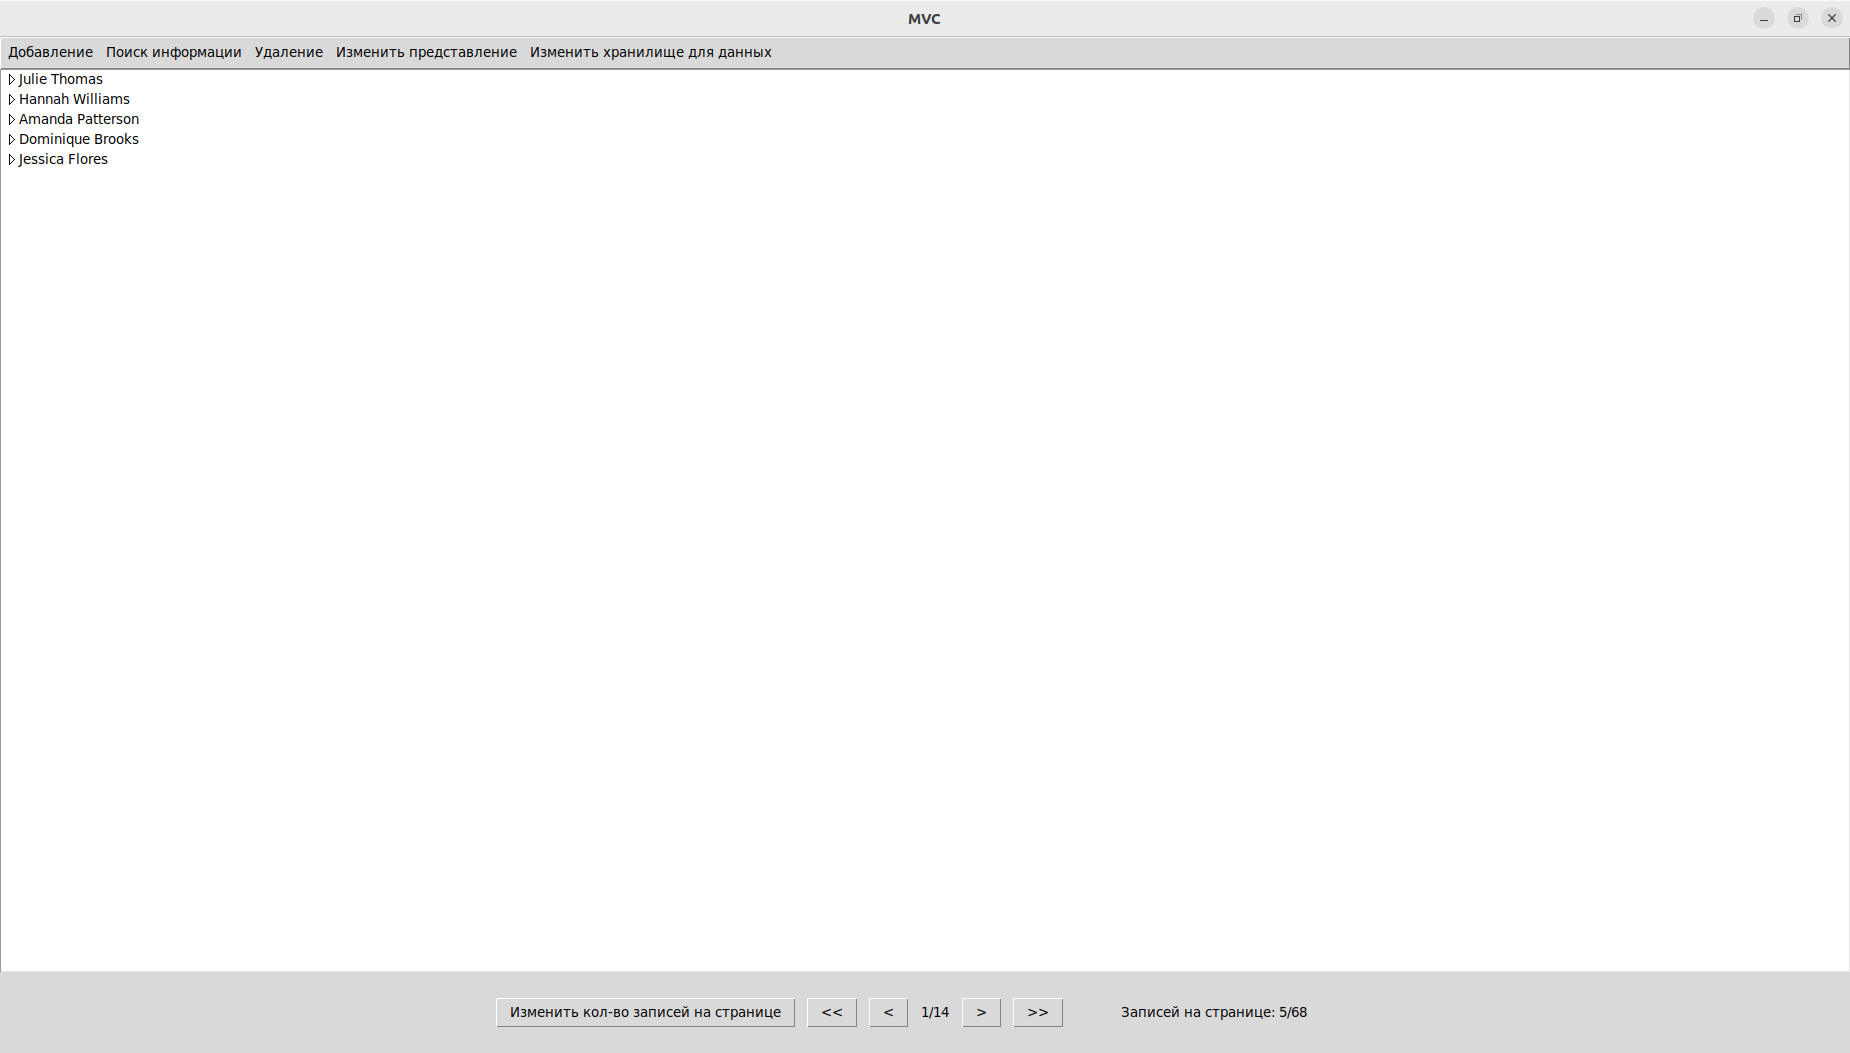 MVC
Добавление Поиск информации Удаление Изменить представление Изменить хранилище для данных
Julie Thomas
Hannah Williams
Amanda Patterson
Dominique Brooks
Jessica Flores
Изменить кол-во записей на странице << < 1/14 > >> Записей на странице: 5/68